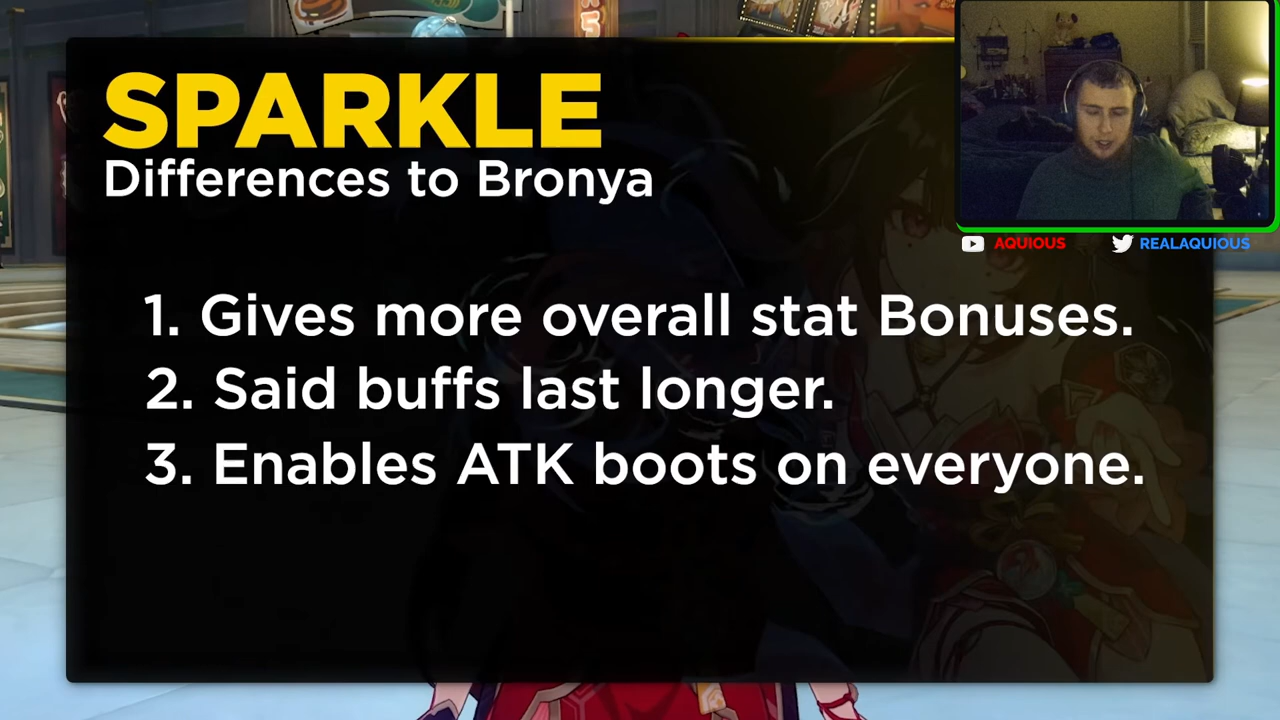 SPARKLE
Differences to Bronya
AQUIOUS
REALAQUIOUS
1. Gives more overall stat Bonuses.
2. Said buffs last longer.
3. Enables ATK boots on everyone.